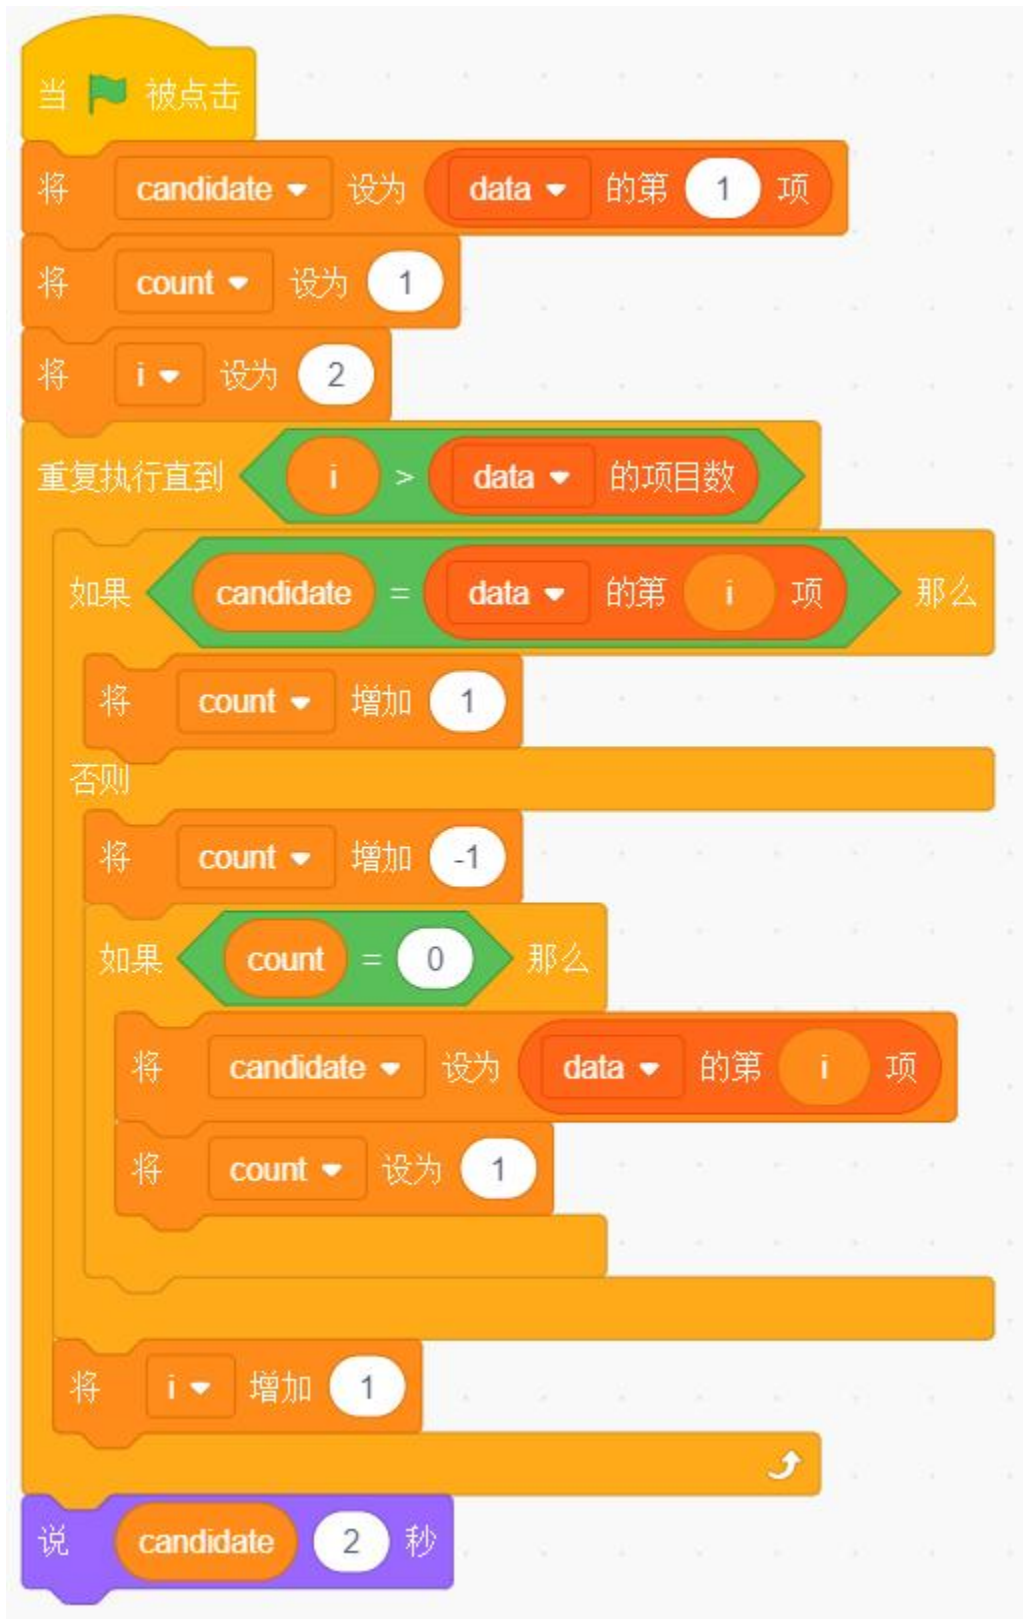 当 被点击
将 candidate 设为 data 的第 1 项
将 count 设为 1
将 i 设为 2
重复执行直到 i > data 的项目数
如果 candidate = data 的第 i 项 那么
将 count 增加 1
否则
将 count 增加 -1
如果 count = 0 那么
将 candidate 设为 data 的第 i 项
将 count 设为 1
将 i 增加 1
说 candidate 2 秒